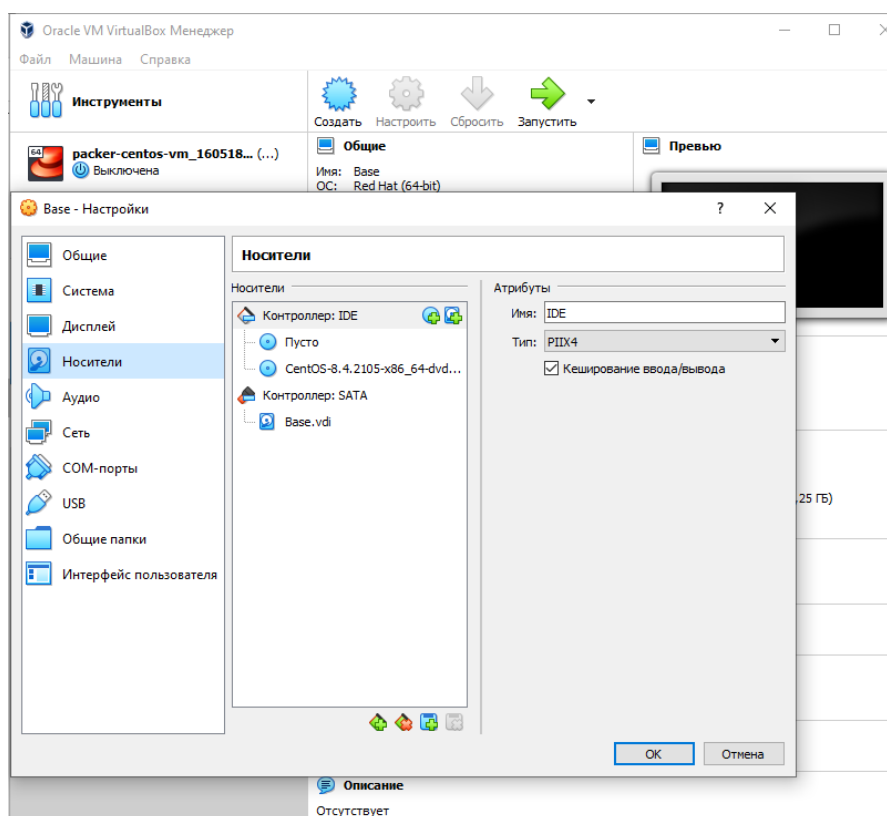 Oracle VM VirtualBox Менеджер
Файл Машина Справка
Инструменты
Создать Настроить Сбросить Запустить
64
packer-centos-vm_160518... (...)
Выключена
Общие
Имя: Base
ОС: Red Hat (64-bit)
Превью
Base - Настройки
?
Общие
Система
Дисплей
Носители
Аудио
Сеть
COM-порты
USB
Общие папки
Интерфейс пользователя
Носители
Носители
Контроллер: IDE
Пусто
CentOS-8.4.2105-x86_64-dvd...
Контроллер: SATA
Base.vdi
Атрибуты
Имя: IDE
Тип: PIIX4
Кеширование ввода/вывода
,25 ГБ)
OK Отмена
Описание
Отсутствует